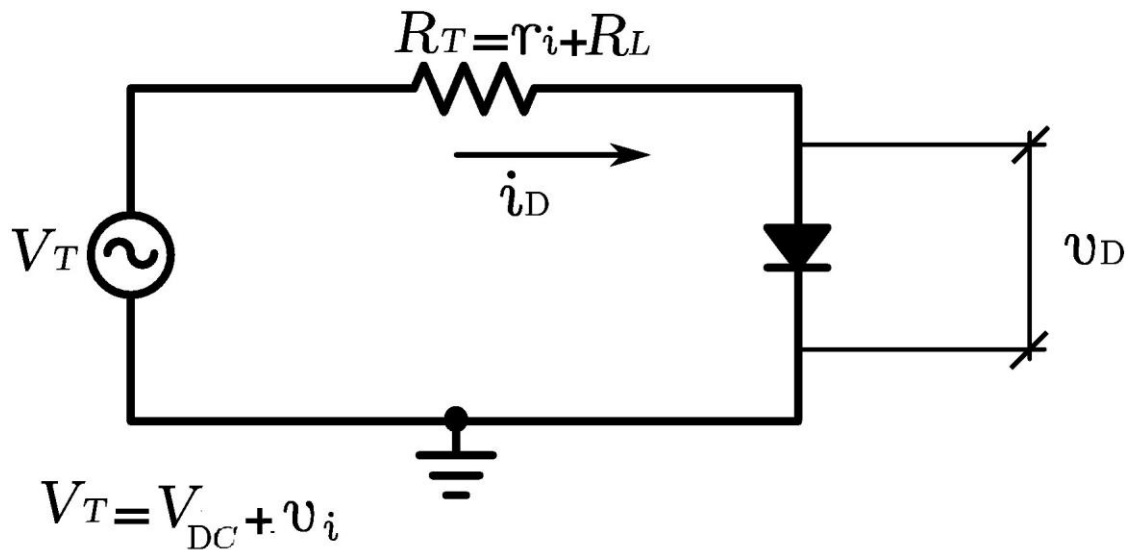 R_T=r_i+R_L
i_D
V_T
υ_D
V_T=V_DC+υ_i